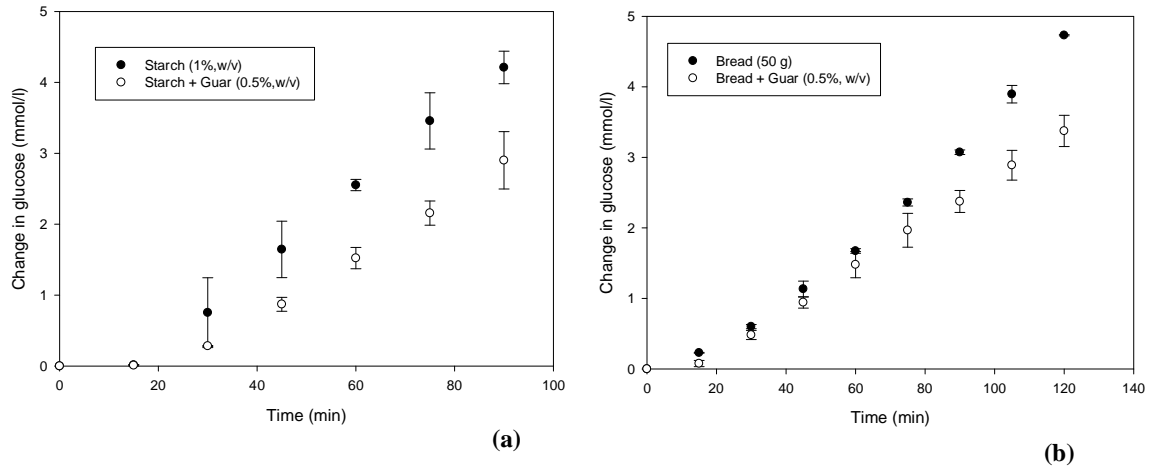 5
4
3
2
1
0
Change in glucose (mmol/l)
Starch (1%,w/v)
Starch + Guar (0.5%,w/v)
0 20 40 60 80 100
Time (min)
(a)
5
4
3
2
1
0
Change in glucose (mmol/l)
Bread (50 g)
Bread + Guar (0.5%, w/v)
0 20 40 60 80 100 120 140
Time (min)
(b)